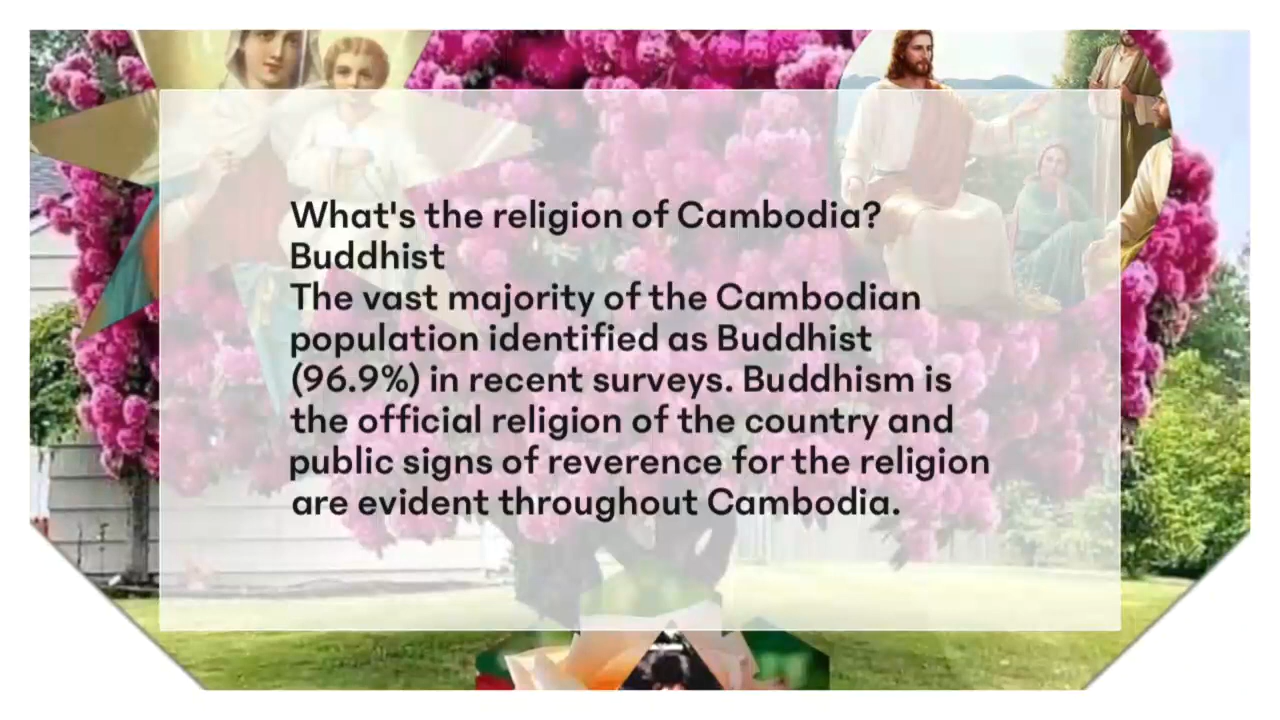 What's the religion of Cambodia?
Buddhist
The vast majority of the Cambodian
population identified as Buddhist
(96.9%) in recent surveys. Buddhism is
the official religion of the country and
public signs of reverence for the religion
are evident throughout Cambodia.